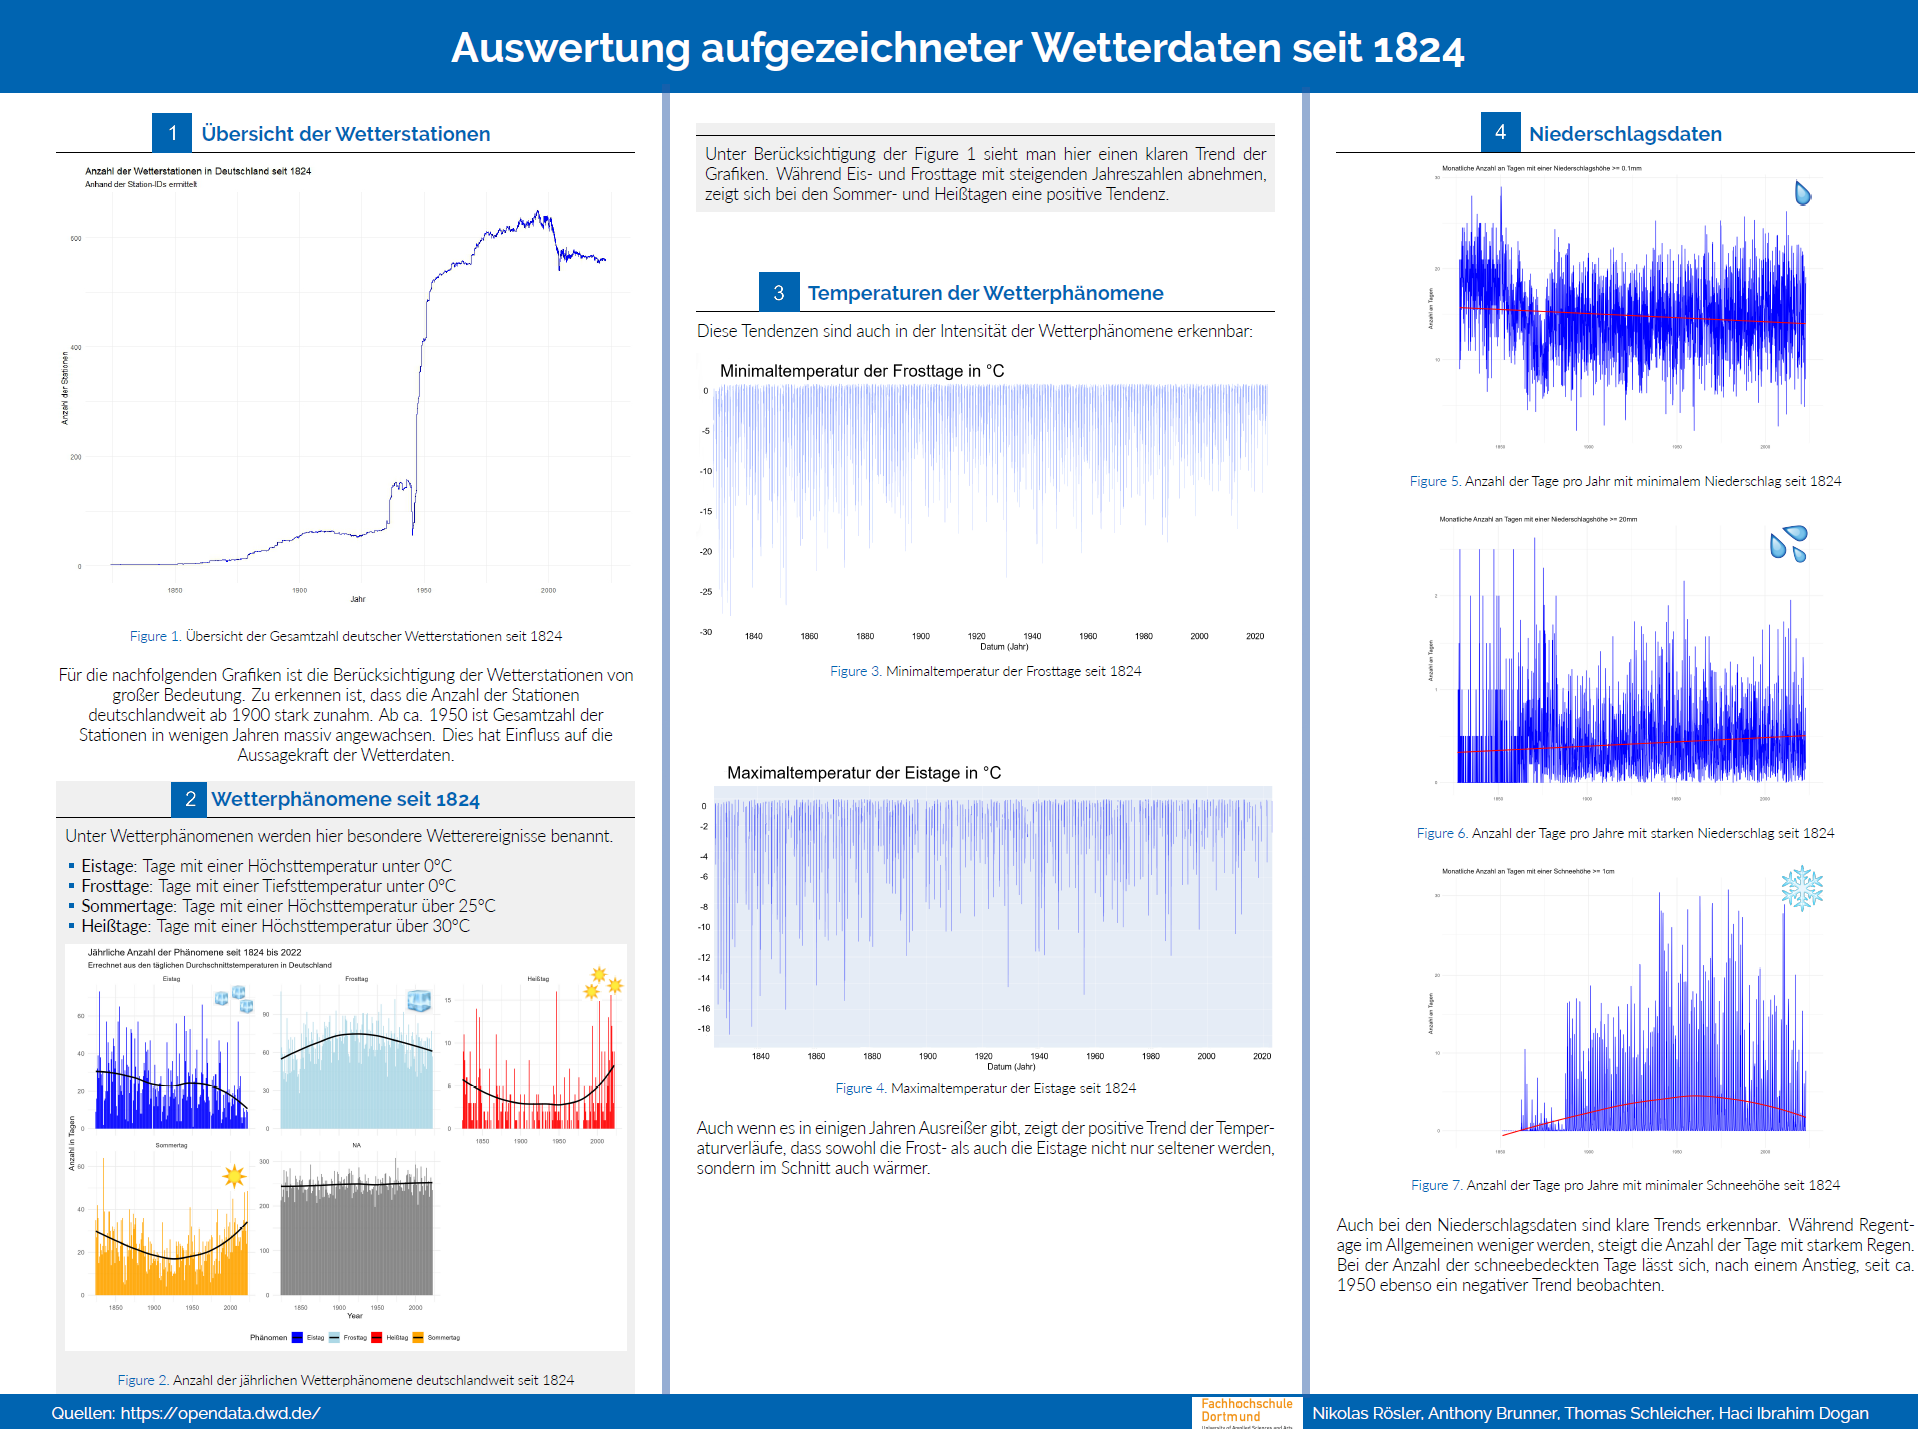 Auswertung aufgezeichneter Wetterdaten seit 1824
1 Übersicht der Wetterstationen
Anzahl der Wetterstationen in Deutschland seit 1824
Anhand der Station-IDs ermittelt
Anzahl der Stationen
600
400
200
0
1850 1900 1950 2000
Jahr
Figure 1. Übersicht der Gesamtzahl deutscher Wetterstationen seit 1824
Für die nachfolgenden Grafiken ist die Berücksichtigung der Wetterstationen von
großer Bedeutung. Zu erkennen ist, dass die Anzahl der Stationen
deutschlandweit ab 1900 stark zunahm. Ab ca. 1950 ist Gesamtzahl der
Stationen in wenigen Jahren massiv angewachsen. Dies hat Einfluss auf die
Aussagekraft der Wetterdaten.
2 Wetterphänomene seit 1824
Unter Wetterphänomenen werden hier besondere Wetterereignisse benannt.
Eistage: Tage mit einer Höchsttemperatur unter 0°C
Frosttage: Tage mit einer Tiefsttemperatur unter 0°C
Sommertage: Tage mit einer Höchsttemperatur über 25°C
Heißtage: Tage mit einer Höchsttemperatur über 30°C
Jährliche Anzahl der Phänomene seit 1824 bis 2022
Errechnet aus den täglichen Durchschnittstemperaturen in Deutschland
Anzahl in Tagen
Eistag
60
40
20
0
Frosttag
90
60
30
0
Heißtag
15
10
5
0
1850 1900 1950 2000
Sommertag
60
40
20
0
1850 1900 1950 2000
NA
300
200
100
0
1850 1900 1950 2000
Year
Phänomen Eistag Frosttag Heißtag Sommertag
Figure 2. Anzahl der jährlichen Wetterphänomene deutschlandweit seit 1824
Unter Berücksichtigung der Figure 1 sieht man hier einen klaren Trend der
Grafiken. Während Eis- und Frosttage mit steigenden Jahreszahlen abnehmen,
zeigt sich bei den Sommer- und Heißtagen eine positive Tendenz.
3 Temperaturen der Wetterphänomene
Diese Tendenzen sind auch in der Intensität der Wetterphänomene erkennbar:
Minimaltemperatur der Frosttage in °C
0
-5
-10
-15
-20
-25
-30
1840 1860 1880 1900 1920 1940 1960 1980 2000 2020
Datum (Jahr)
Figure 3. Minimaltemperatur der Frosttage seit 1824
Maximaltemperatur der Eistage in °C
0
-2
-4
-6
-8
-10
-12
-14
-16
-18
1840 1860 1880 1900 1920 1940 1960 1980 2000 2020
Datum (Jahr)
Figure 4. Maximaltemperatur der Eistage seit 1824
Auch wenn es in einigen Jahren Ausreißer gibt, zeigt der positive Trend der Temper-
aturverläufe, dass sowohl die Frost- als auch die Eistage nicht nur seltener werden,
sondern im Schnitt auch wärmer.
4 Niederschlagsdaten
Monatliche Anzahl an Tagen mit einer Niederschlagshöhe >= 0.1mm
Anzahl an Tagen
30
20
10
1850 1900 1950 2000
Figure 5. Anzahl der Tage pro Jahr mit minimalem Niederschlag seit 1824
Monatliche Anzahl an Tagen mit einer Niederschlagshöhe >= 20mm
Anzahl an Tagen
2
1
0
1850 1900 1950 2000
Figure 6. Anzahl der Tage pro Jahre mit starken Niederschlag seit 1824
Monatliche Anzahl an Tagen mit einer Schneehöhe >= 1cm
Anzahl an Tagen
30
20
10
0
1850 1900 1950 2000
Figure 7. Anzahl der Tage pro Jahre mit minimaler Schneehöhe seit 1824
Auch bei den Niederschlagsdaten sind klare Trends erkennbar. Während Regent-
age im Allgemeinen weniger werden, steigt die Anzahl der Tage mit starkem Regen.
Bei der Anzahl der schneebedeckten Tage lässt sich, nach einem Anstieg, seit ca.
1950 ebenso ein negativer Trend beobachten.
Quellen: https://opendata.dwd.de/
Fachhochschule
Dortmund
University of Applied Sciences and Arts
Nikolas Rösler, Anthony Brunner, Thomas Schleicher, Haci Ibrahim Dogan